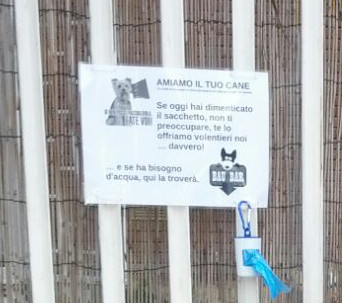 AMIAMO IL TUO CANE
Se oggi hai dimenticato
il sacchetto, non ti
preoccupare, te lo
offriamo volentieri noi
... davvero!
... e se ha bisogno
d'acqua, qui la troverà.
BAU BAR